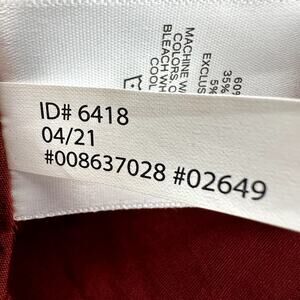 ID# 6418
04/21
#008637028 #02649
MACHINE W
COLORS, O
BLEACH WH
COOL
60%
35%
5%
EXCLUS